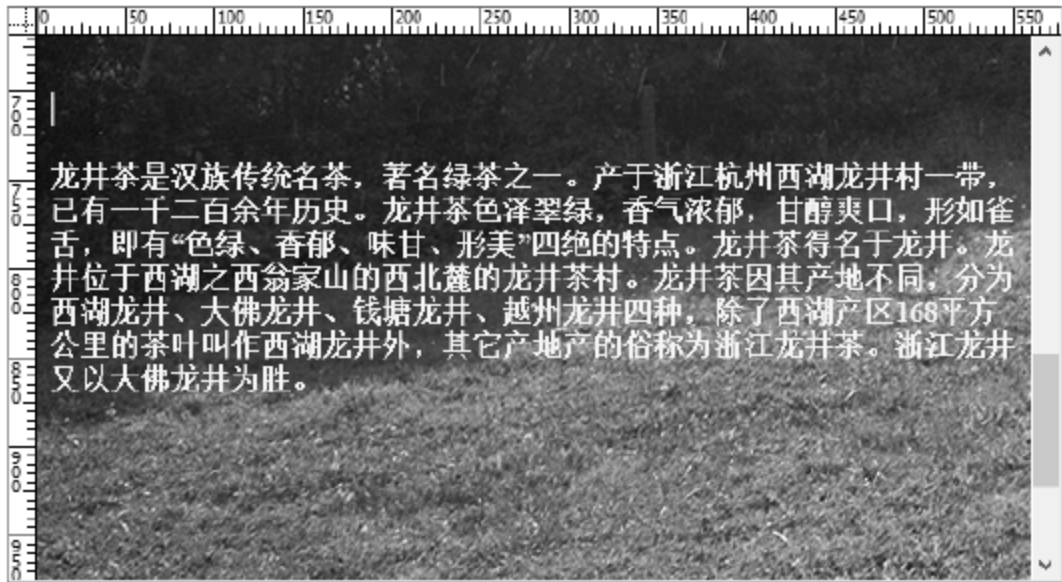 0 50 100 150 200 250 300 350 400 450 500 550
700
750
800
850
900
950
龙井茶是汉族传统名茶，著名绿茶之一。产于浙江杭州西湖龙井村一带，
已有一千二百余年历史。龙井茶色泽翠绿，香气浓郁，甘醇爽口，形如雀
舌，即有“色绿、香郁、味甘、形美”四绝的特点。龙井茶得名于龙井。龙
井位于西湖之西翁家山的西北麓的龙井茶村。龙井茶因其产地不同，分为
西湖龙井、大佛龙井、钱塘龙井、越州龙井四种，除了西湖产区168平方
公里的茶叶叫作西湖龙井外，其它产地产的俗称为浙江龙井茶。浙江龙井
又以大佛龙井为胜。